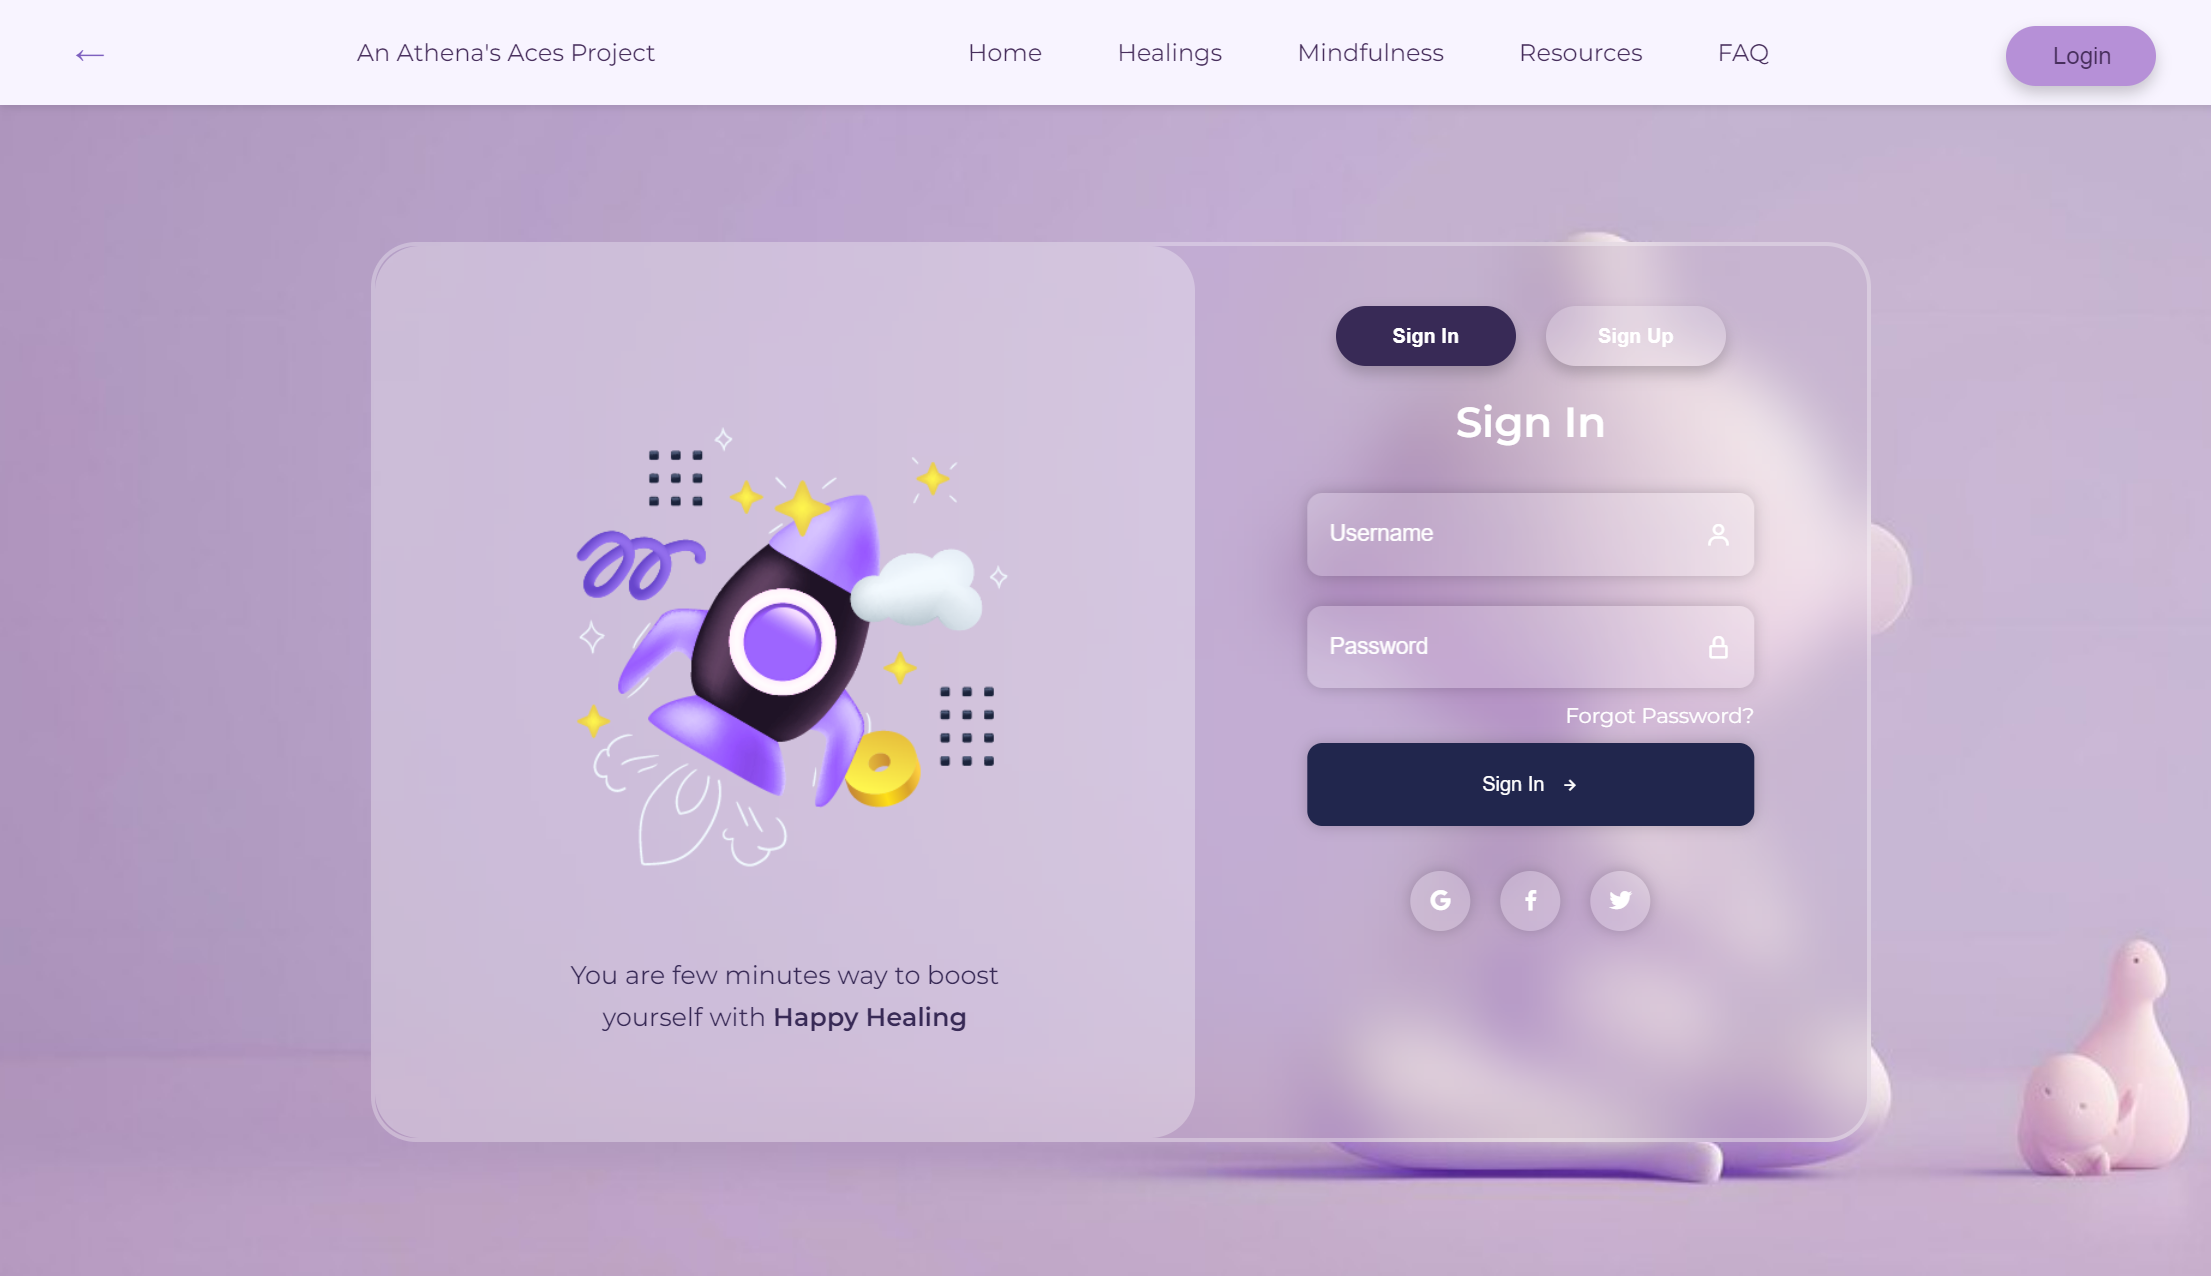 An Athena's Aces Project
Home
Healings
Mindfulness
Resources
FAQ
Login
Sign In
Sign Up
Sign In
Username
Password
Forgot Password?
Sign In
You are few minutes way to boost
yourself with Happy Healing